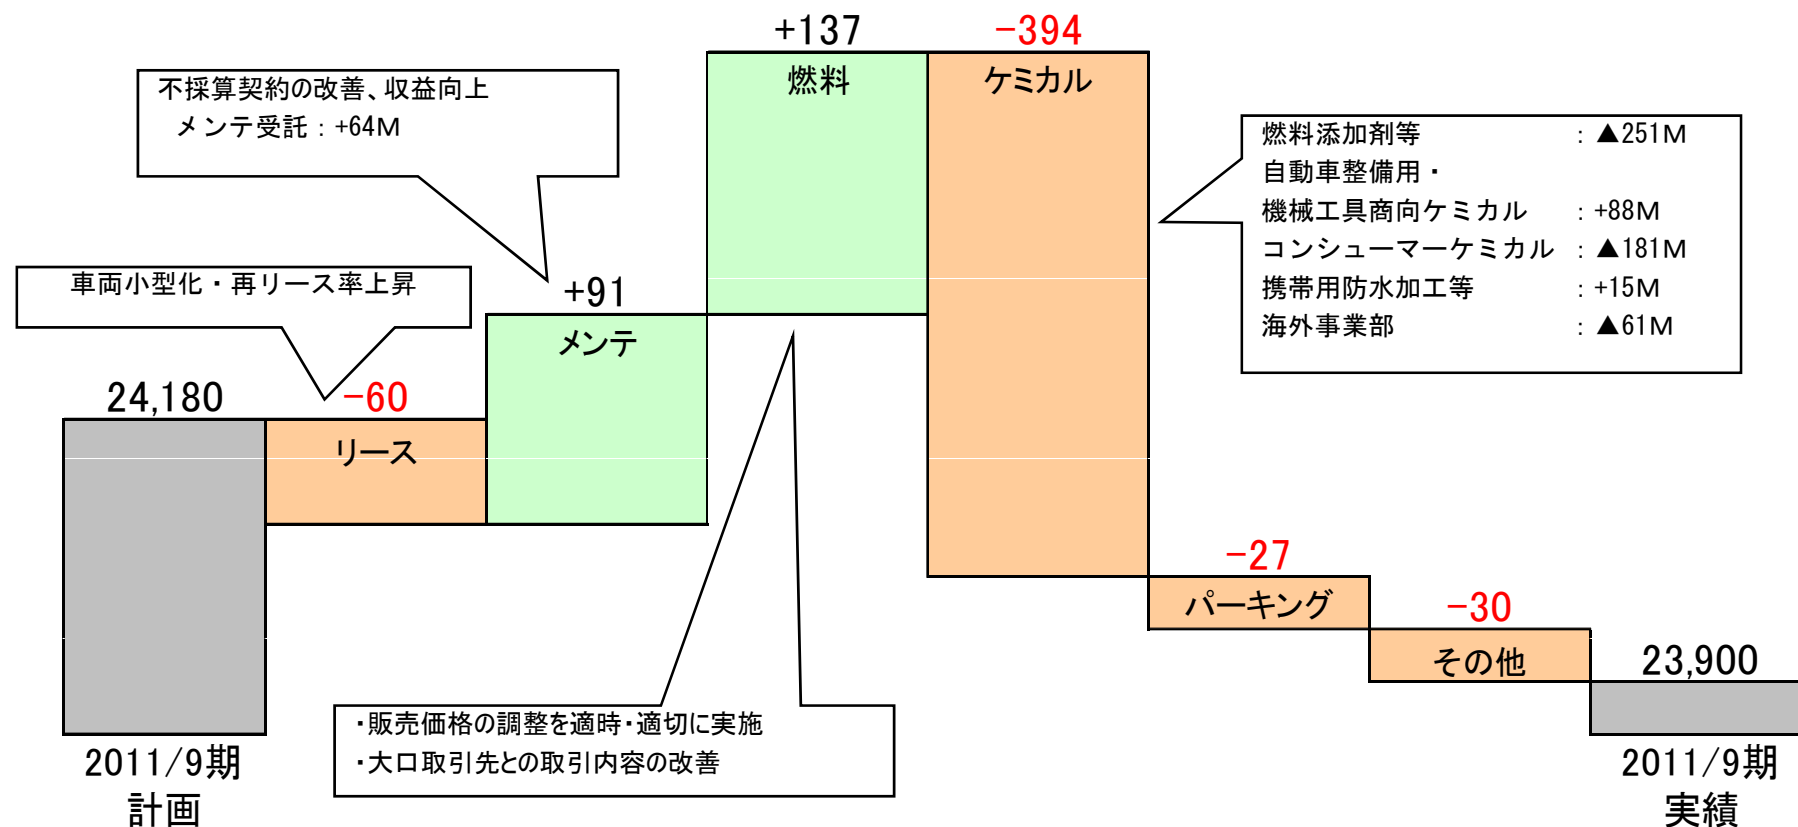 +137
-394
燃料
ケミカル
不採算契約の改善、収益向上
メンテ受託：+64M
燃料添加剤等 ：▲251M
自動車整備用・
機械工具商向ケミカル ：+88M
コンシューマーケミカル ：▲181M
携帯用防水加工等 ：+15M
海外事業部 ：▲61M
車両小型化・再リース率上昇
+91
メンテ
24,180
-60
リース
-27
パーキング
-30
その他
23,900
・販売価格の調整を適時・適切に実施
・大口取引先との取引内容の改善
2011/9期
計画
2011/9期
実績